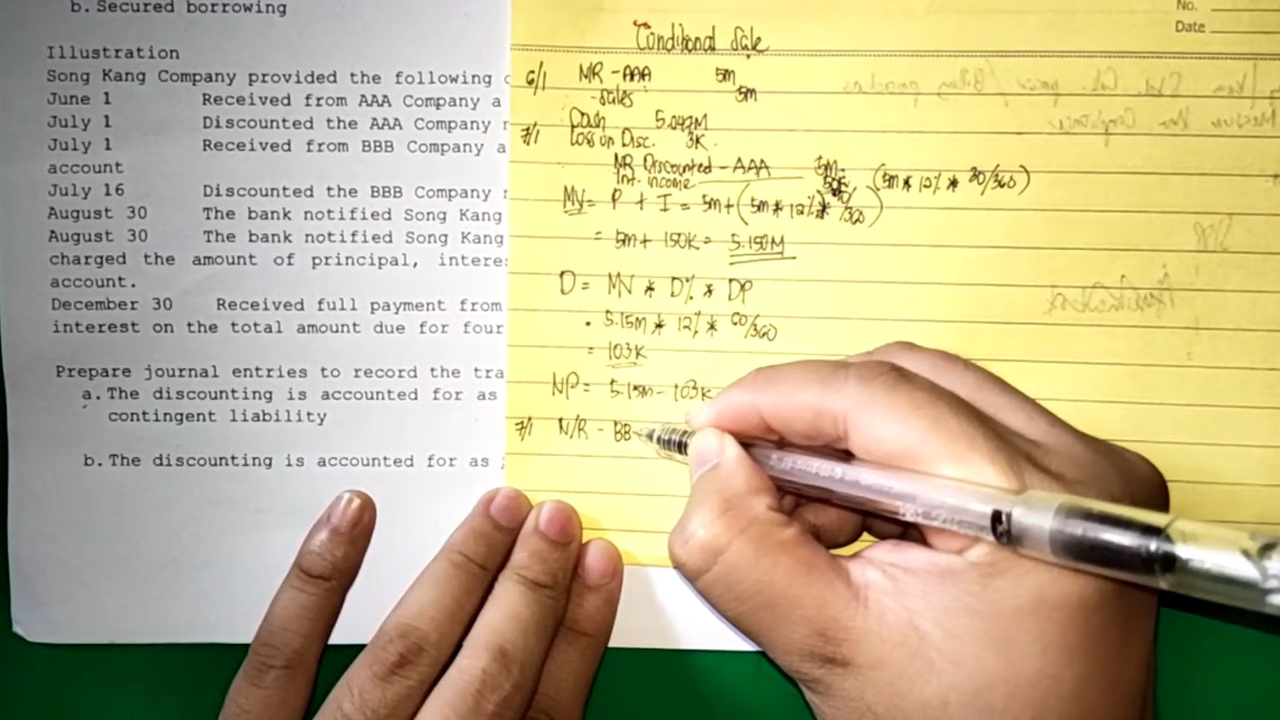 b. Secured borrowing
Illustration
Song Kang Company provided the following
June 1 Received from AAA Company a
July 1 Discounted the AAA Company
July 1 Received from BBB Company a
account
July 16 Discounted the BBB Company
August 30 The bank notified Song Kang
August 30 The bank notified Song Kang
charged the amount of principal,
account.
December 30 Received full payment from
interest on the total amount due for four
Prepare journal entries to record the
a. The discounting is accounted for as
contingent liability
b. The discounting is accounted for as
No.
Date
Conditional Sale
6/1 N/R - AAA 5m
Sales 5m
Cash 5.047M
7/1 Loss on Disc. 3K
NR Discounted - AAA 5m
Int. income 50K (5m * 12% * 30/360)
MV = P + I = 5m + (5m * 12% * 90/360)
= 5m + 150K = 5.150M
D = MV * D% * DP
= 5.15m * 12% * 60/360
= 103K
NP = 5.15m - 103K
7/1 N/R - BB